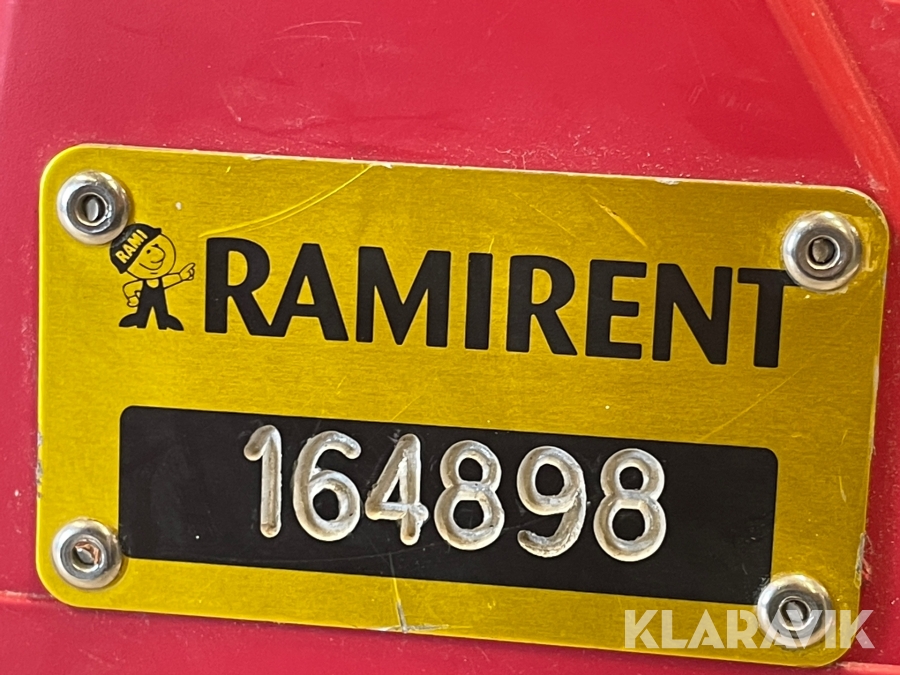 RAMI
RAMIRENT
164898
KLARAVIK